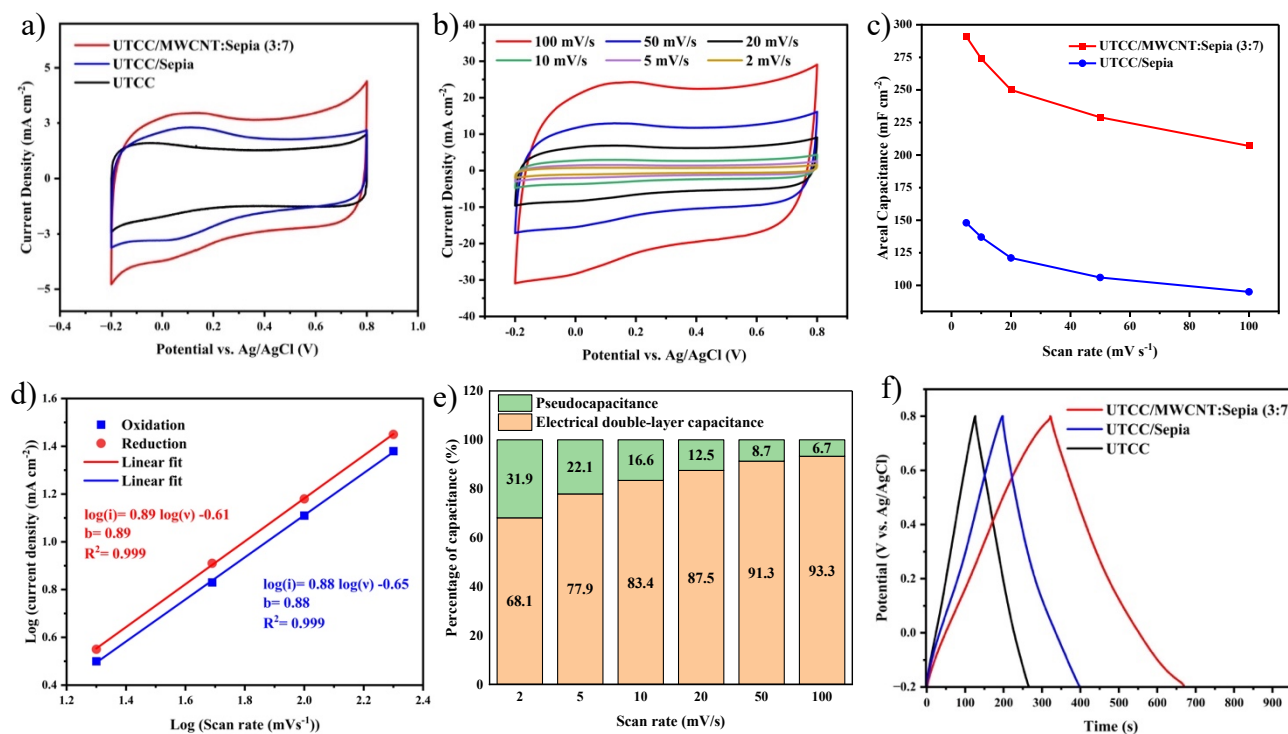 a)
UTCC/MWCNT:Sepia (3:7)
UTCC/Sepia
UTCC
Current Density (mA cm⁻²)
5
3
0
−3
−5
−0.4 −0.2 0.0 0.2 0.4 0.6 0.8 1.0
Potential vs. Ag/AgCl (V)
b)
100 mV/s 50 mV/s 20 mV/s
10 mV/s 5 mV/s 2 mV/s
Current Density (mA cm⁻²)
40
30
20
10
0
-10
-20
-30
-40
-0.2 0.0 0.2 0.4 0.6 0.8
Potential vs. Ag/AgCl (V)
c)
UTCC/MWCNT:Sepia (3:7)
UTCC/Sepia
Areal Capacitance (mF cm⁻²)
300
275
250
225
200
175
150
125
100
0 20 40 60 80 100
Scan rate (mV s⁻¹)
d)
Oxidation
Reduction
Linear fit
Linear fit
log(i)= 0.89 log(ν) -0.61
b= 0.89
R²= 0.999
log(i)= 0.88 log(ν) -0.65
b= 0.88
R²= 0.999
Log (current density (mA cm⁻²))
1.6
1.4
1.2
1.0
0.8
0.6
0.4
1.0 1.2 1.4 1.6 1.8 2.0 2.2 2.4
Log (Scan rate (mVs⁻¹))
e)
Pseudocapacitance
Electrical double-layer capacitance
Percentage of capacitance (%)
120
100
80
60
40
20
0
31.9 22.1 16.6 12.5 8.7 6.7
68.1 77.9 83.4 87.5 91.3 93.3
2 5 10 20 50 100
Scan rate (mV/s)
f)
UTCC/MWCNT:Sepia (3:7)
UTCC/Sepia
UTCC
Potential (V vs. Ag/AgCl)
0.8
0.4
0.0
−0.2
0 100 200 300 400 500 600 700 800 900
Time (s)